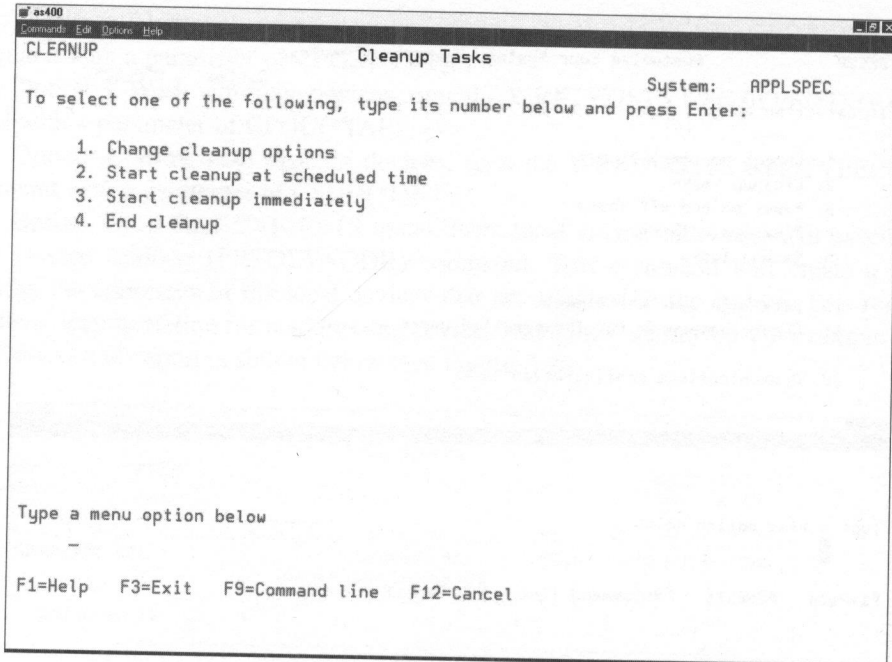 as400
Commands Edit Options Help
CLEANUP Cleanup Tasks
System: APPLSPEC
To select one of the following, type its number below and press Enter:
1. Change cleanup options
2. Start cleanup at scheduled time
3. Start cleanup immediately
4. End cleanup
Type a menu option below
_
F1=Help F3=Exit F9=Command line F12=Cancel